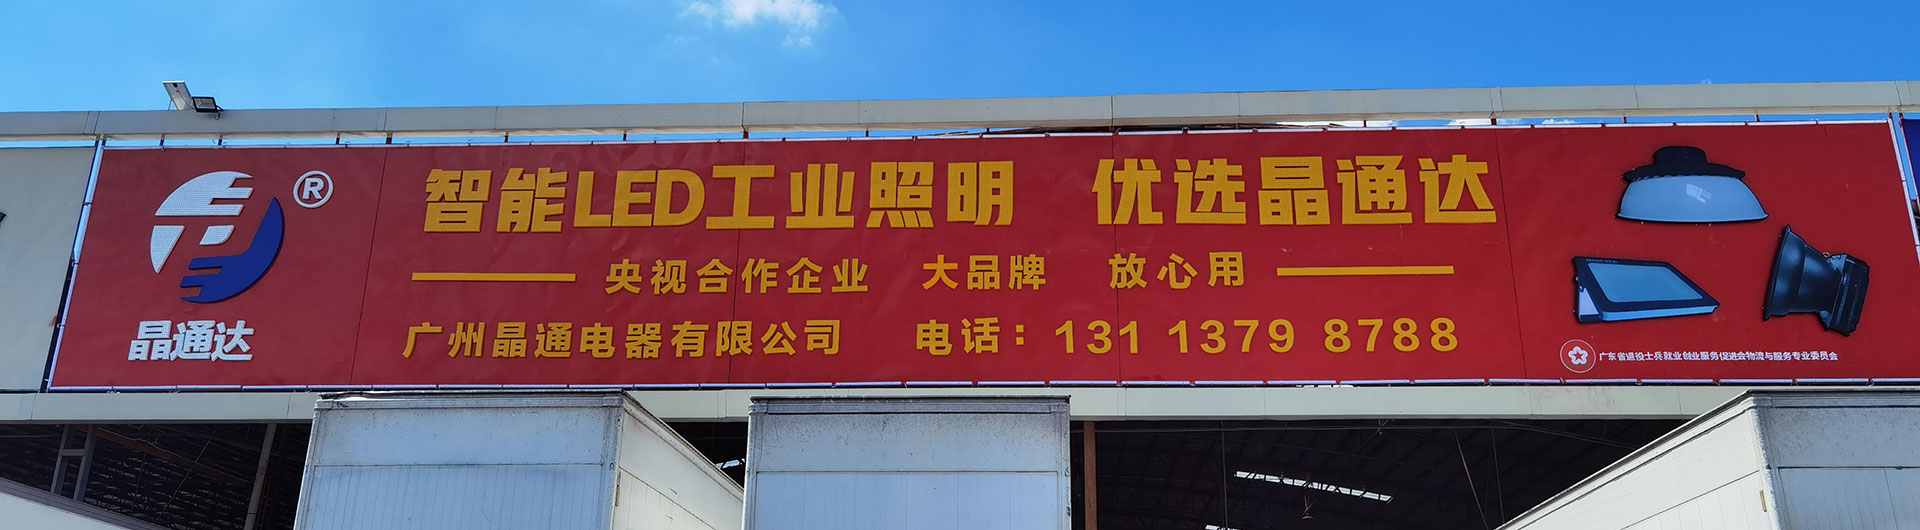 ®
晶通达
智能LED工业照明 优选晶通达
央视合作企业 大品牌 放心用
广州晶通电器有限公司 电话：131 1379 8788
广东省退役士兵就业创业服务促进会物流与服务专业委员会